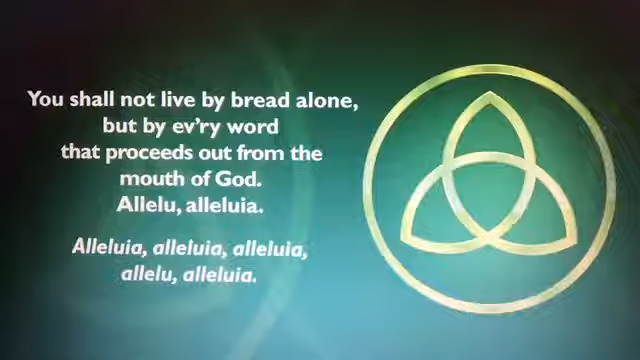 You shall not live by bread alone,
but by ev'ry word
that proceeds out from the
mouth of God.
Allelu, alleluia.
Alleluia, alleluia, alleluia,
allelu, alleluia.